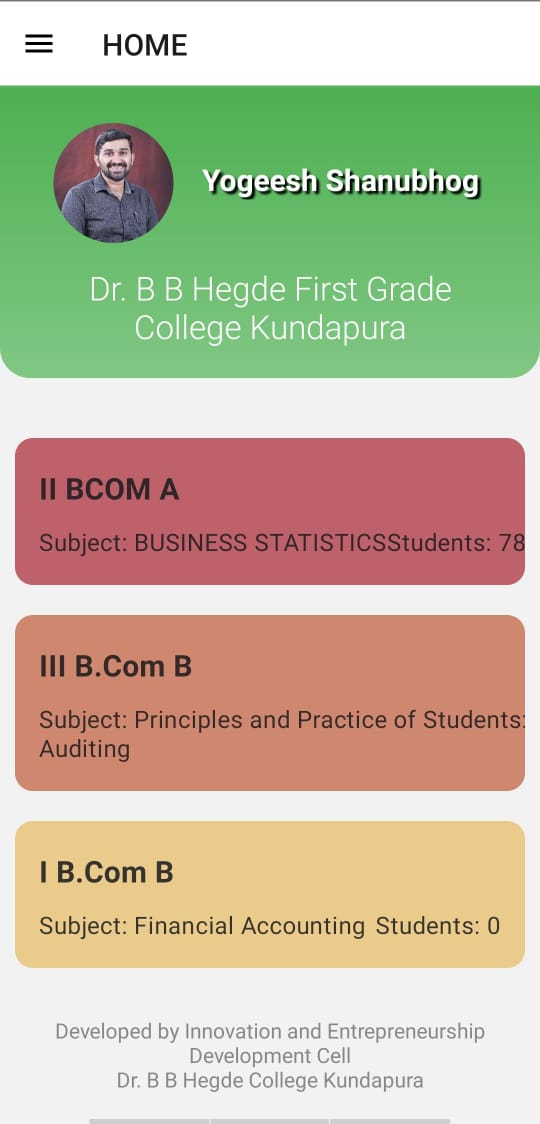 HOME
Yogeesh Shanubhog
Dr. B B Hegde First Grade
College Kundapura
II BCOM A
Subject: BUSINESS STATISTICSStudents: 78
III B.Com B
Subject: Principles and Practice of Students:
Auditing
I B.Com B
Subject: Financial Accounting Students: 0
Developed by Innovation and Entrepreneurship
Development Cell
Dr. B B Hegde College Kundapura